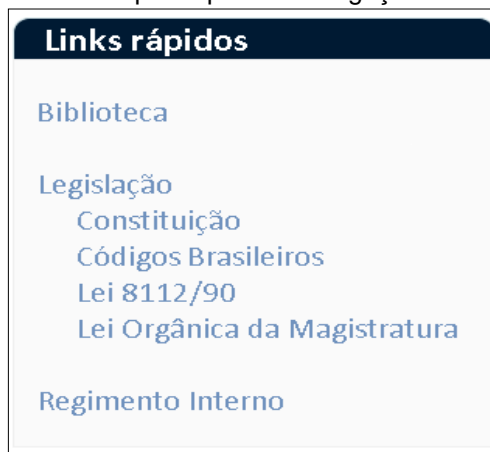 Links rápidos
Biblioteca
Legislação
Constituição
Códigos Brasileiros
Lei 8112/90
Lei Orgânica da Magistratura
Regimento Interno